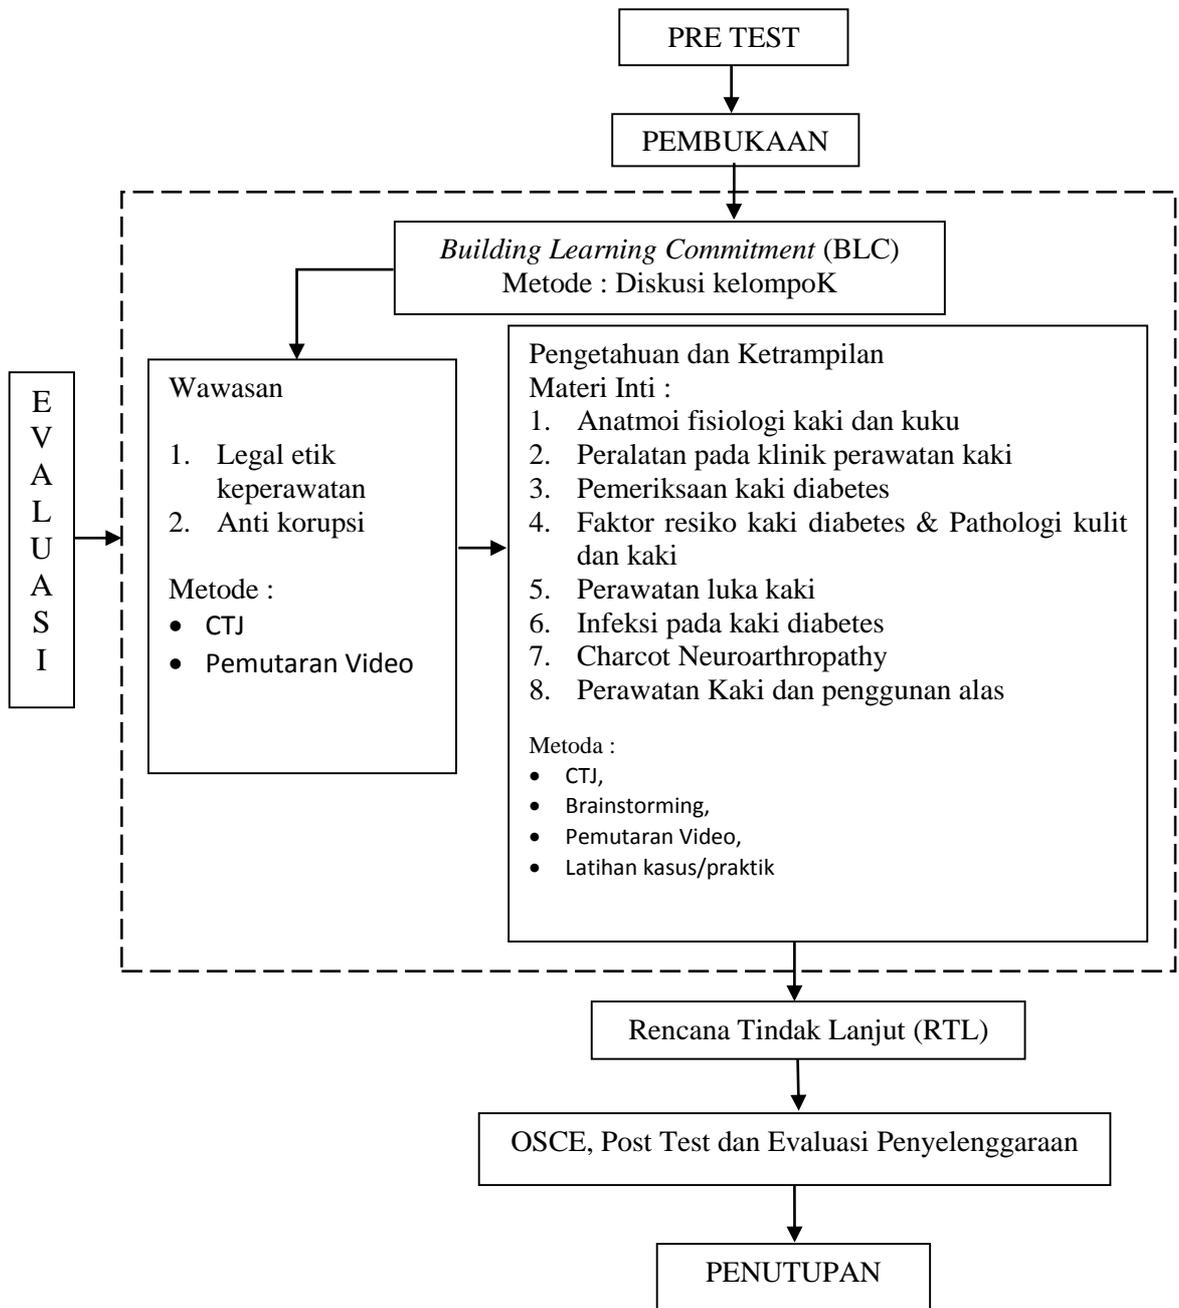 PRE TEST
PEMBUKAAN
Building Learning Commitment (BLC)
Metode : Diskusi kelompoK
E
V
A
L
U
A
S
I
Wawasan
1. Legal etik
keperawatan
2. Anti korupsi
Metode :
• CTJ
• Pemutaran Video
Pengetahuan dan Ketrampilan
Materi Inti :
1. Anatmoi fisiologi kaki dan kuku
2. Peralatan pada klinik perawatan kaki
3. Pemeriksaan kaki diabetes
4. Faktor resiko kaki diabetes & Pathologi kulit
dan kaki
5. Perawatan luka kaki
6. Infeksi pada kaki diabetes
7. Charcot Neuroarthropathy
8. Perawatan Kaki dan penggunan alas
Metoda :
• CTJ,
• Brainstorming,
• Pemutaran Video,
• Latihan kasus/praktik
Rencana Tindak Lanjut (RTL)
OSCE, Post Test dan Evaluasi Penyelenggaraan
PENUTUPAN